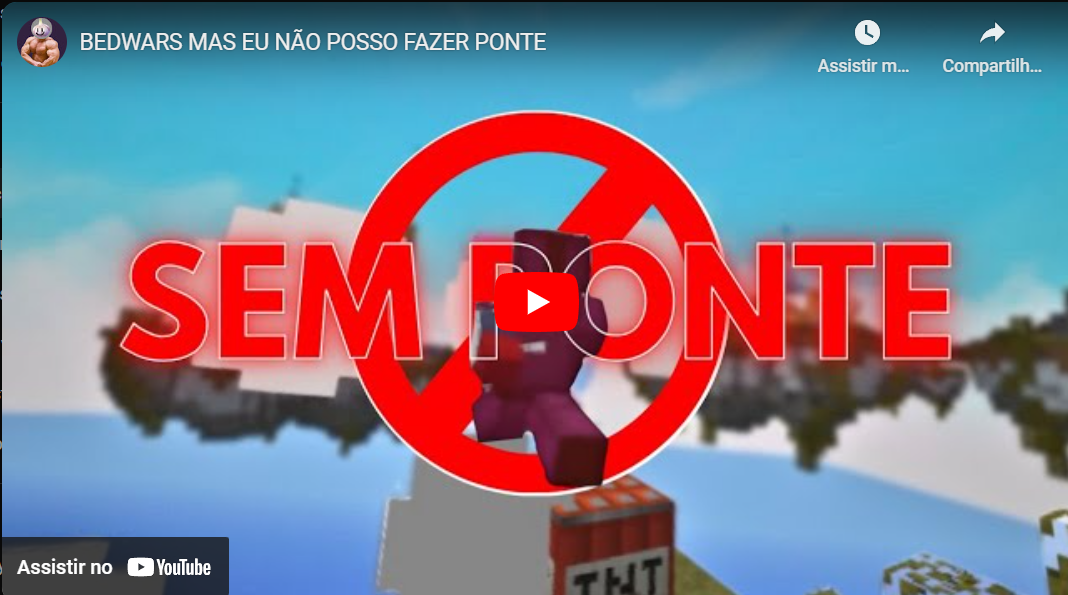 BEDWARS MAS EU NÃO POSSO FAZER PONTE
Assistir m...
Compartilh...
SEM PONTE
TNT
Assistir no YouTube